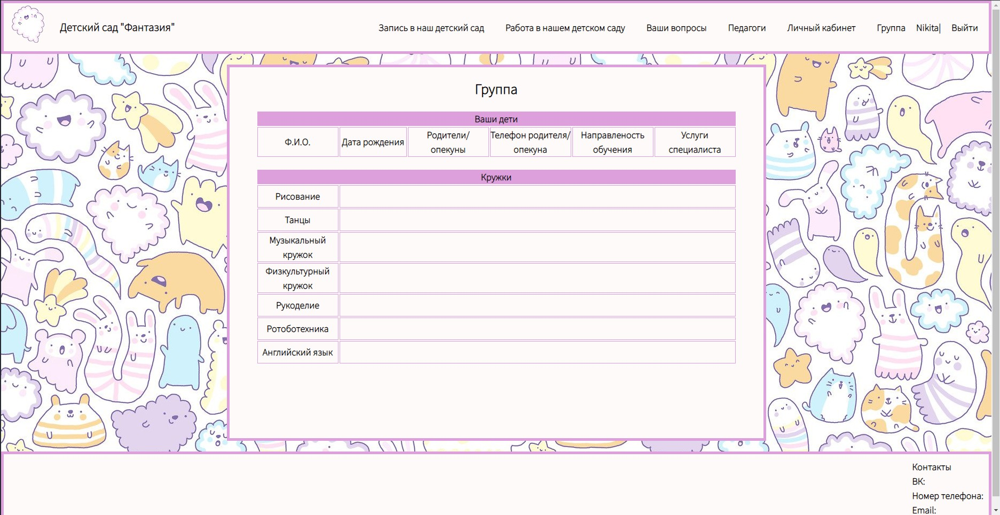 Детский сад "Фантазия"
Запись в наш детский сад
Работа в нашем детском саду
Ваши вопросы
Педагоги
Личный кабинет
Группа
Nikita|
Выйти
Группа
Ваши дети
Ф.И.О.
Дата рождения
Родители/
опекуны
Телефон родителя/
опекуна
Направленость
обучения
Услуги
специалиста
Кружки
Рисование
Танцы
Музыкальный
кружок
Физкультурный
кружок
Рукоделие
Ротоботехника
Английский язык
Контакты
ВК:
Номер телефона:
Email: